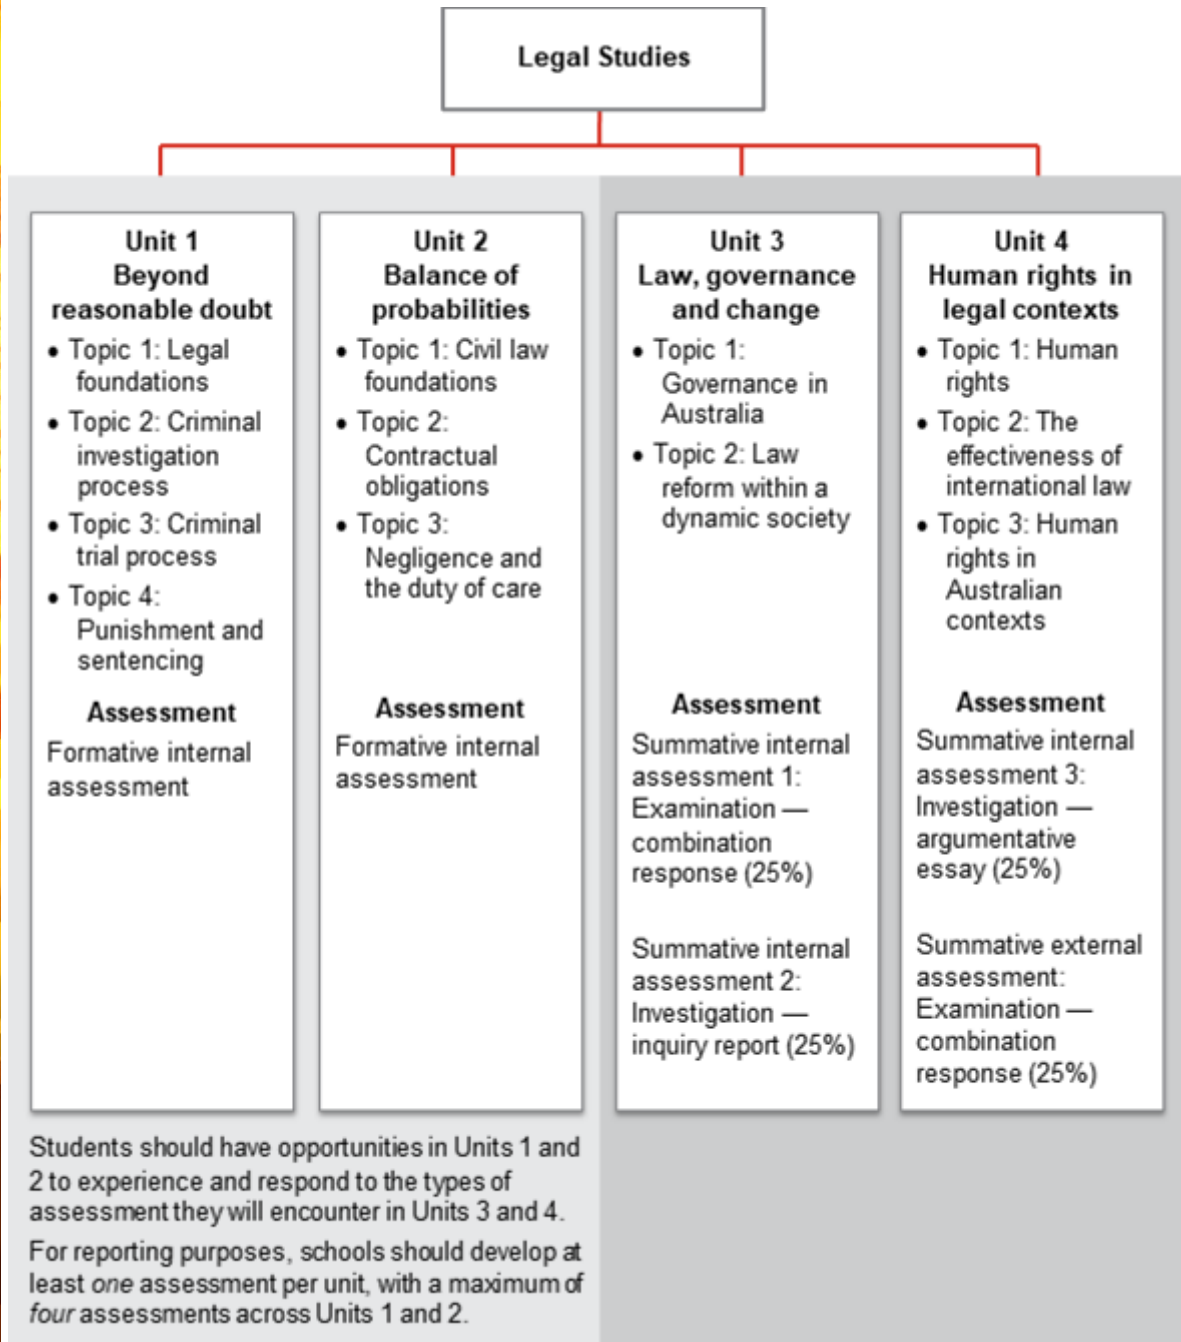 Legal Studies
Unit 1
Beyond
reasonable doubt
• Topic 1: Legal
foundations
• Topic 2: Criminal
investigation
process
• Topic 3: Criminal
trial process
• Topic 4:
Punishment and
sentencing
Assessment
Formative internal
assessment
Unit 2
Balance of
probabilities
• Topic 1: Civil law
foundations
• Topic 2:
Contractual
obligations
• Topic 3:
Negligence and
the duty of care
Assessment
Formative internal
assessment
Unit 3
Law, governance
and change
• Topic 1:
Governance in
Australia
• Topic 2: Law
reform within a
dynamic society
Assessment
Summative internal
assessment 1:
Examination —
combination
response (25%)
Summative internal
assessment 2:
Investigation —
inquiry report (25%)
Unit 4
Human rights in
legal contexts
• Topic 1: Human
rights
• Topic 2: The
effectiveness of
international law
• Topic 3: Human
rights in
Australian
contexts
Assessment
Summative internal
assessment 3:
Investigation —
argumentative
essay (25%)
Summative external
assessment:
Examination —
combination
response (25%)
Students should have opportunities in Units 1 and
2 to experience and respond to the types of
assessment they will encounter in Units 3 and 4.
For reporting purposes, schools should develop at
least one assessment per unit, with a maximum of
four assessments across Units 1 and 2.